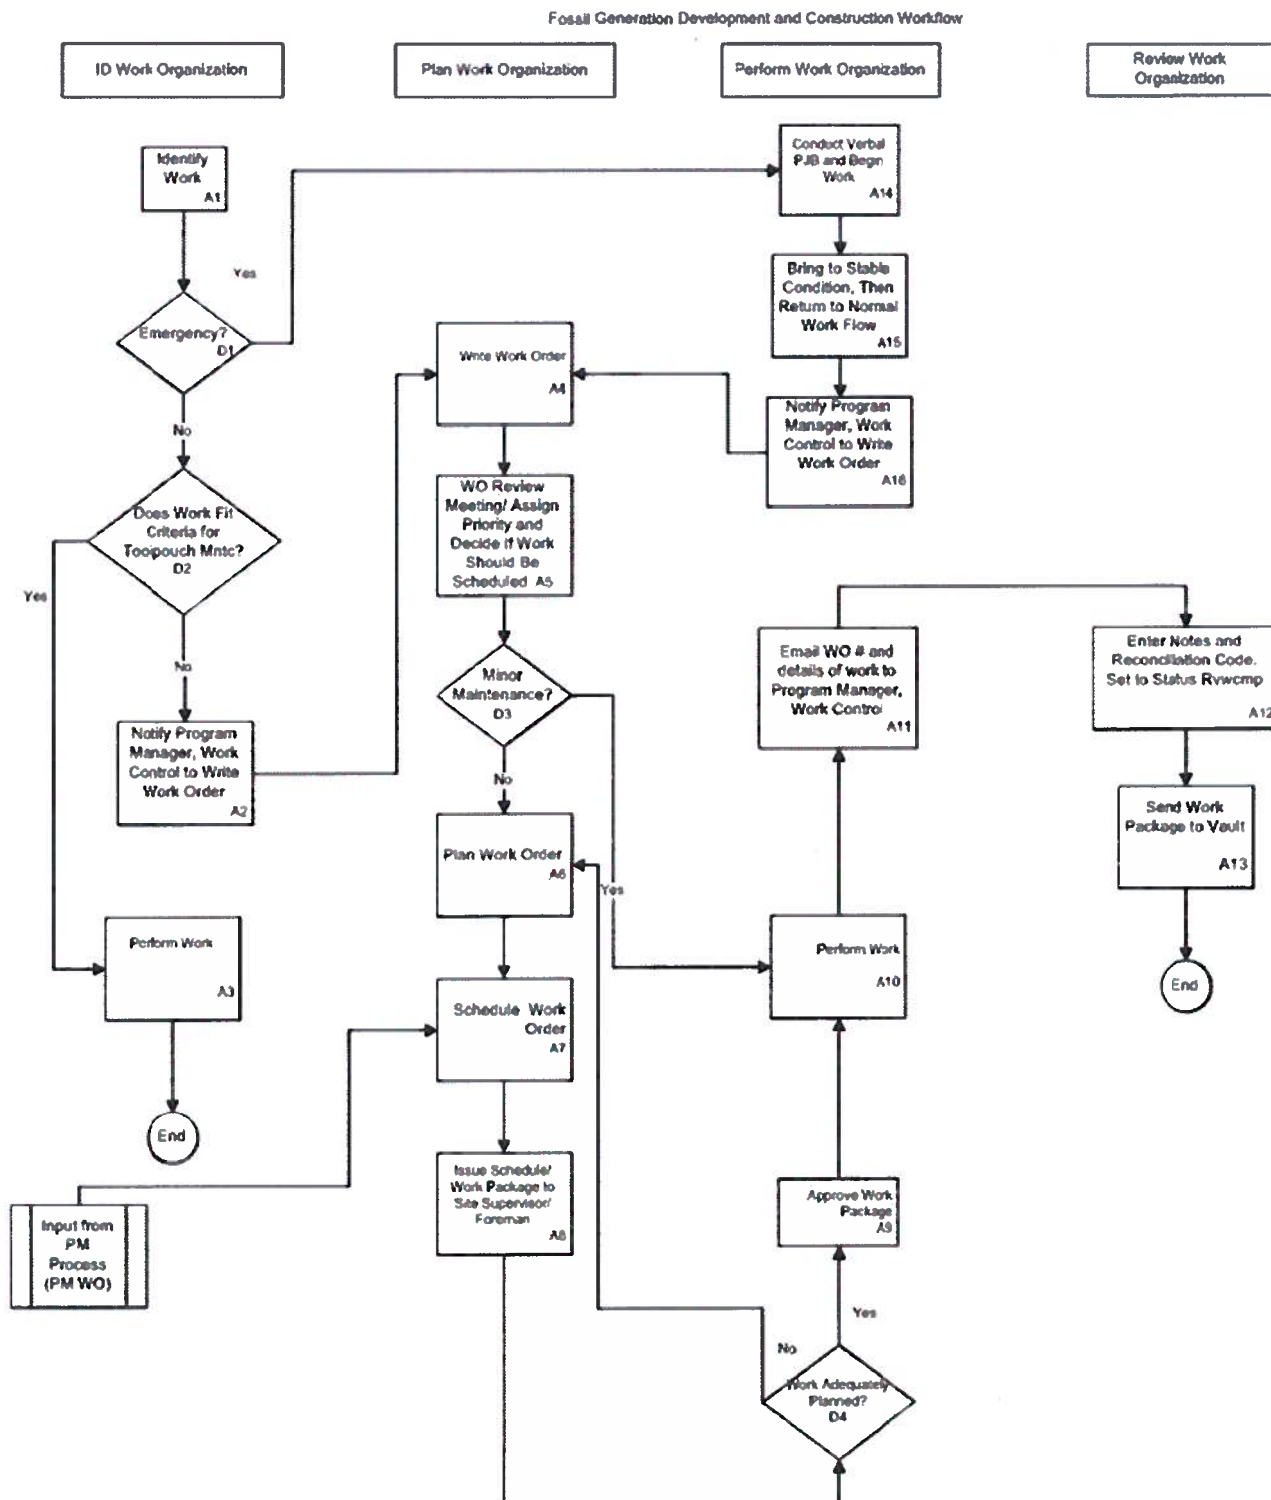 Fossil Generation Development and Construction Workflow
ID Work Organization
Plan Work Organization
Perform Work Organization
Review Work
Organization
Identify
Work
A1
Yes
Emergency?
D1
No
Does Work Fit
Criteria for
Toolpouch Mntc?
D2
Yes
No
Notify Program
Manager, Work
Control to Write
Work Order
A2
Perform Work
A3
End
Input from
PM
Process
(PM WO)
Write Work Order
A4
WO Review
Meeting/ Assign
Priority and
Decide if Work
Should Be
Scheduled A5
Minor
Maintenance?
D3
No
Yes
Plan Work Order
A6
Schedule Work
Order
A7
Issue Schedule/
Work Package to
Site Supervisor/
Foreman
A8
Conduct Verbal
PJB and Begin
Work
A14
Bring to Stable
Condition, Then
Return to Normal
Work Flow
A15
Notify Program
Manager, Work
Control to Write
Work Order
A16
Email WO # and
details of work to
Program Manager,
Work Control
A11
Perform Work
A10
Approve Work
Package
A9
Yes
No
Work Adequately
Planned?
D4
Enter Notes and
Reconciliation Code.
Set to Status Rvwcmp
A12
Send Work
Package to Vault
A13
End